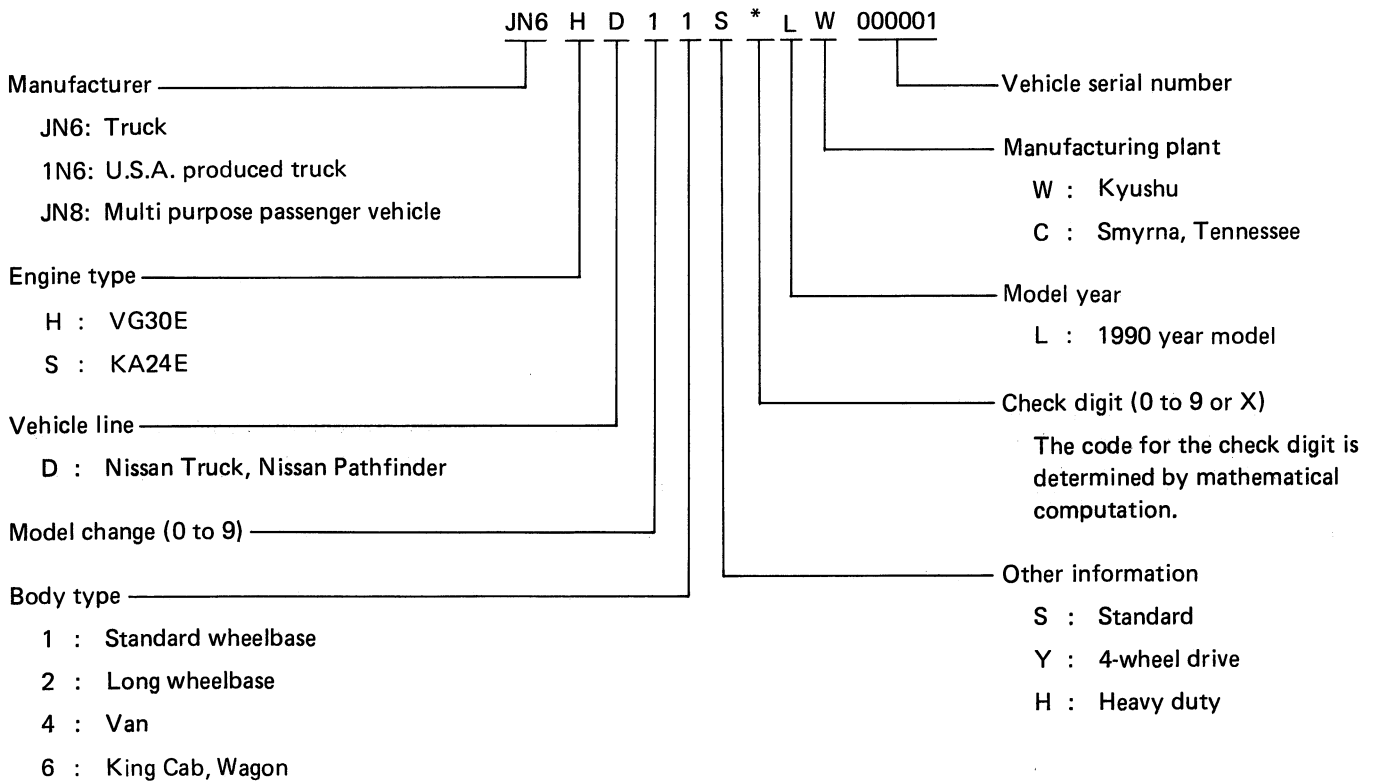 JN6 H D 1 1 S * L W 000001
Manufacturer
JN6: Truck
1N6: U.S.A. produced truck
JN8: Multi purpose passenger vehicle
Engine type
H : VG30E
S : KA24E
Vehicle line
D : Nissan Truck, Nissan Pathfinder
Model change (0 to 9)
Body type
1 : Standard wheelbase
2 : Long wheelbase
4 : Van
6 : King Cab, Wagon
Vehicle serial number
Manufacturing plant
W : Kyushu
C : Smyrna, Tennessee
Model year
L : 1990 year model
Check digit (0 to 9 or X)
The code for the check digit is
determined by mathematical
computation.
Other information
S : Standard
Y : 4-wheel drive
H : Heavy duty